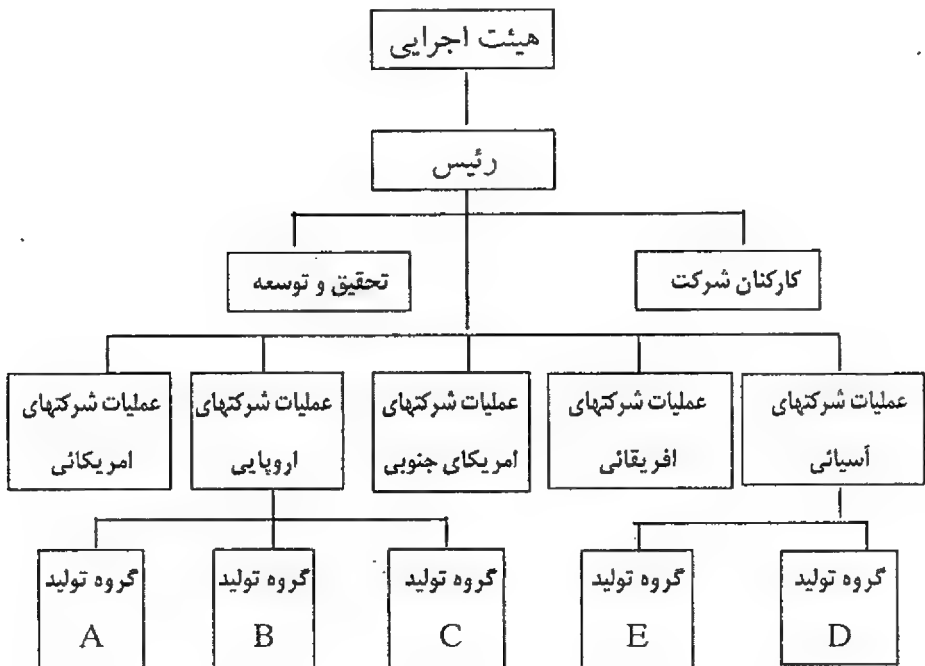 هیئت اجرایی
رئیس
کارکنان شرکت
تحقیق و توسعه
عملیات شرکتهای
آسیائی
عملیات شرکتهای
افریقائی
عملیات شرکتهای
امریکای جنوبی
عملیات شرکتهای
اروپایی
عملیات شرکتهای
امریکائی
گروه تولید
D
گروه تولید
E
گروه تولید
C
گروه تولید
B
گروه تولید
A